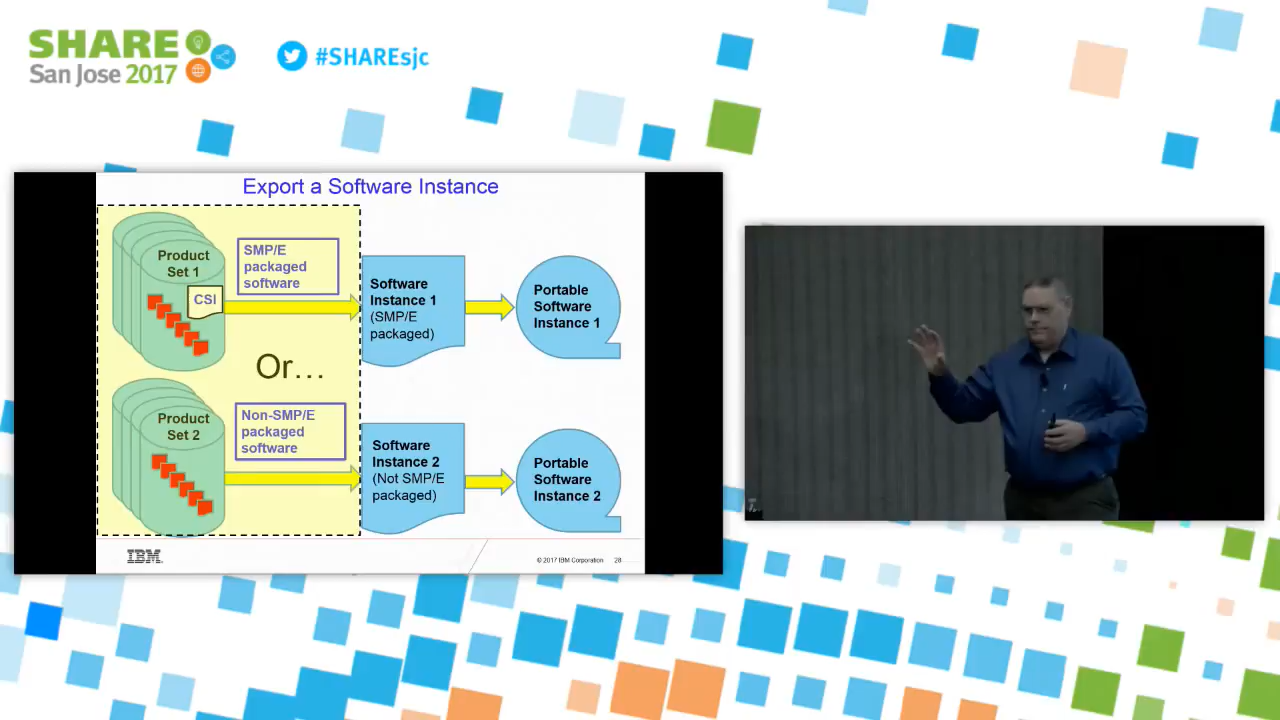 SHARE
San Jose 2017
#SHAREsjc
Export a Software Instance
Product
Set 1
CSI
SMP/E
packaged
software
Software
Instance 1
(SMP/E
packaged)
Portable
Software
Instance 1
Or…
Product
Set 2
Non-SMP/E
packaged
software
Software
Instance 2
(Not SMP/E
packaged)
Portable
Software
Instance 2
IBM
© 2017 IBM Corporation
28